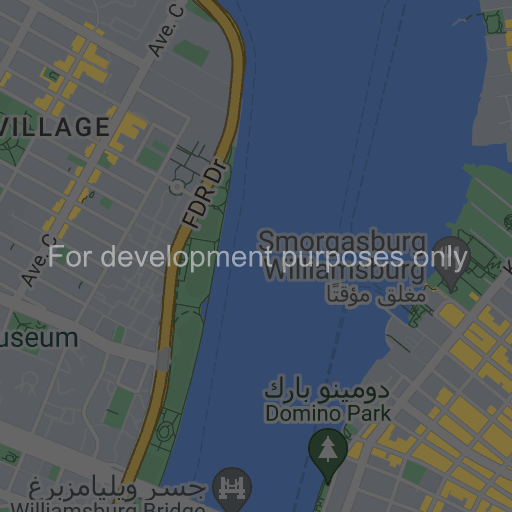 Ave. C
VILLAGE
FDR Dr
Ave. C
For development purposes only
Smorgasburg
Williamsburg
مغلق مؤقتًا
K
useum
دومينو بارك
Domino Park
جسر ويليامزبرغ
Williamsburg Bridge